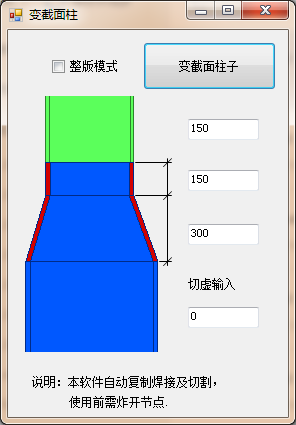 变截面柱
整版模式
变截面柱子
150
150
300
切虚输入
0
说明：本软件自动复制焊接及切割，
使用前需炸开节点.